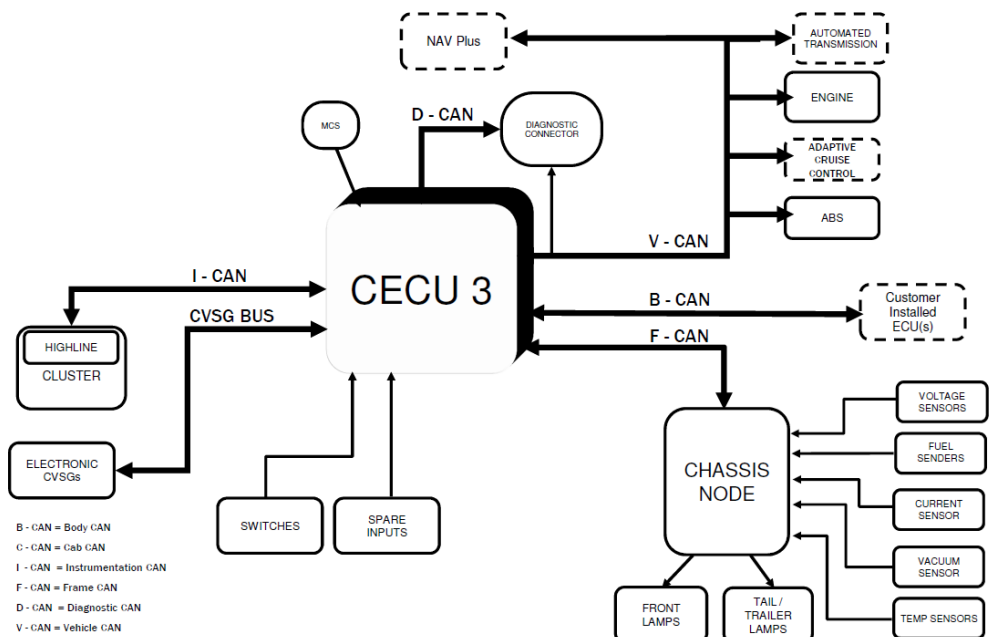 NAV Plus
AUTOMATED
TRANSMISSION
ENGINE
ADAPTIVE
CRUISE
CONTROL
ABS
MCS
D - CAN
DIAGNOSTIC
CONNECTOR
V - CAN
I - CAN
CECU 3
CVSG BUS
B - CAN
Customer
Installed
ECU(s)
F - CAN
HIGHLINE
CLUSTER
ELECTRONIC
CVSGs
SWITCHES
SPARE
INPUTS
CHASSIS
NODE
VOLTAGE
SENSORS
FUEL
SENDERS
CURRENT
SENSOR
VACUUM
SENSOR
TEMP SENSORS
FRONT
LAMPS
TAIL /
TRAILER
LAMPS
B - CAN = Body CAN
C - CAN = Cab CAN
I - CAN = Instrumentation CAN
F - CAN = Frame CAN
D - CAN = Diagnostic CAN
V - CAN = Vehicle CAN